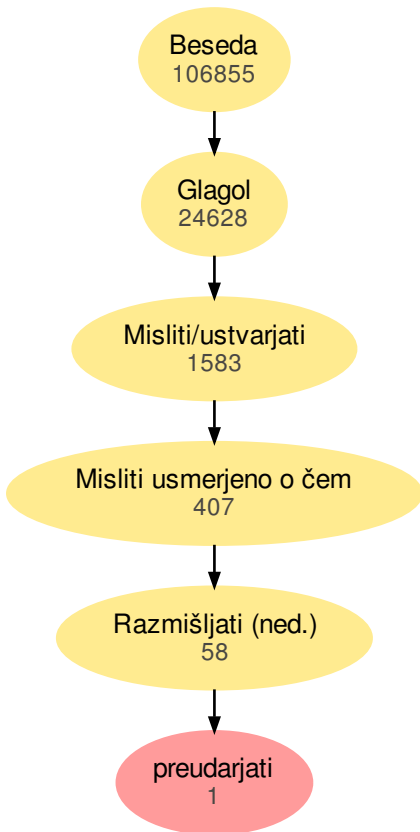 Beseda
106855
Glagol
24628
Misliti/ustvarjati
1583
Misliti usmerjeno o čem
407
Razmišljati (ned.)
58
preudarjati
1